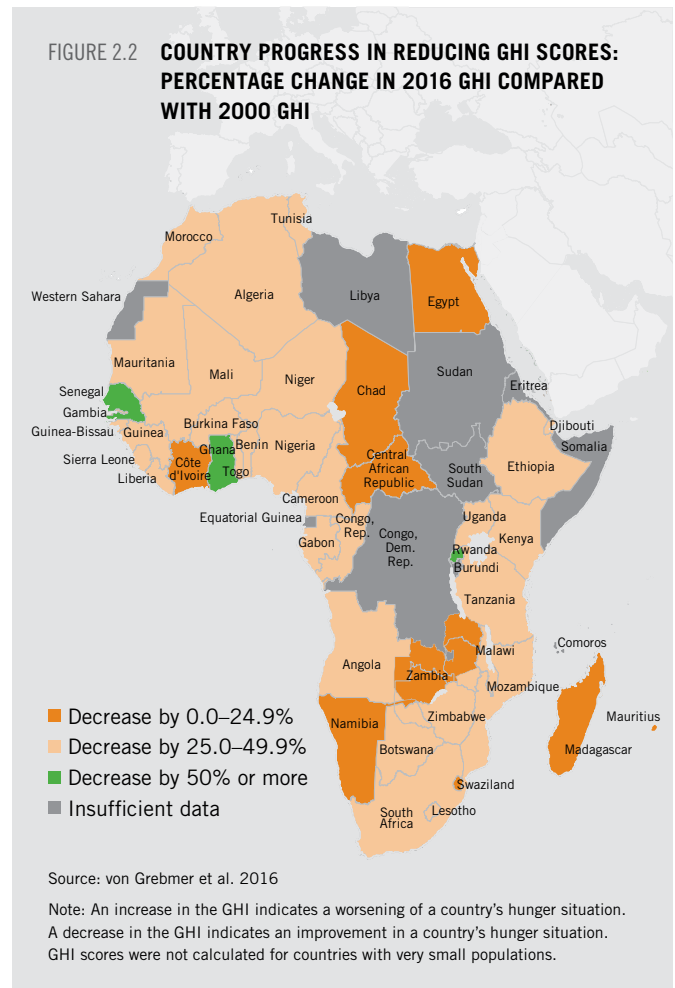 FIGURE 2.2 COUNTRY PROGRESS IN REDUCING GHI SCORES:
PERCENTAGE CHANGE IN 2016 GHI COMPARED
WITH 2000 GHI
Tunisia
Morocco
Western Sahara
Algeria
Libya
Egypt
Mauritania
Mali
Niger
Chad
Sudan
Eritrea
Senegal
Gambia
Guinea-Bissau
Guinea
Burkina Faso
Djibouti
Somalia
Sierra Leone
Liberia
Côte
d'Ivoire
Ghana
Togo
Benin
Nigeria
Central
African
Republic
South
Sudan
Ethiopia
Cameroon
Equatorial Guinea
Gabon
Congo,
Rep.
Congo,
Dem.
Rep.
Uganda
Kenya
Rwanda
Burundi
Tanzania
Comoros
Malawi
Angola
Zambia
Mozambique
Mauritius
Madagascar
Namibia
Zimbabwe
Botswana
Swaziland
South
Africa
Lesotho
Decrease by 0.0–24.9%
Decrease by 25.0–49.9%
Decrease by 50% or more
Insufficient data
Source: von Grebmer et al. 2016
Note: An increase in the GHI indicates a worsening of a country's hunger situation.
A decrease in the GHI indicates an improvement in a country's hunger situation.
GHI scores were not calculated for countries with very small populations.